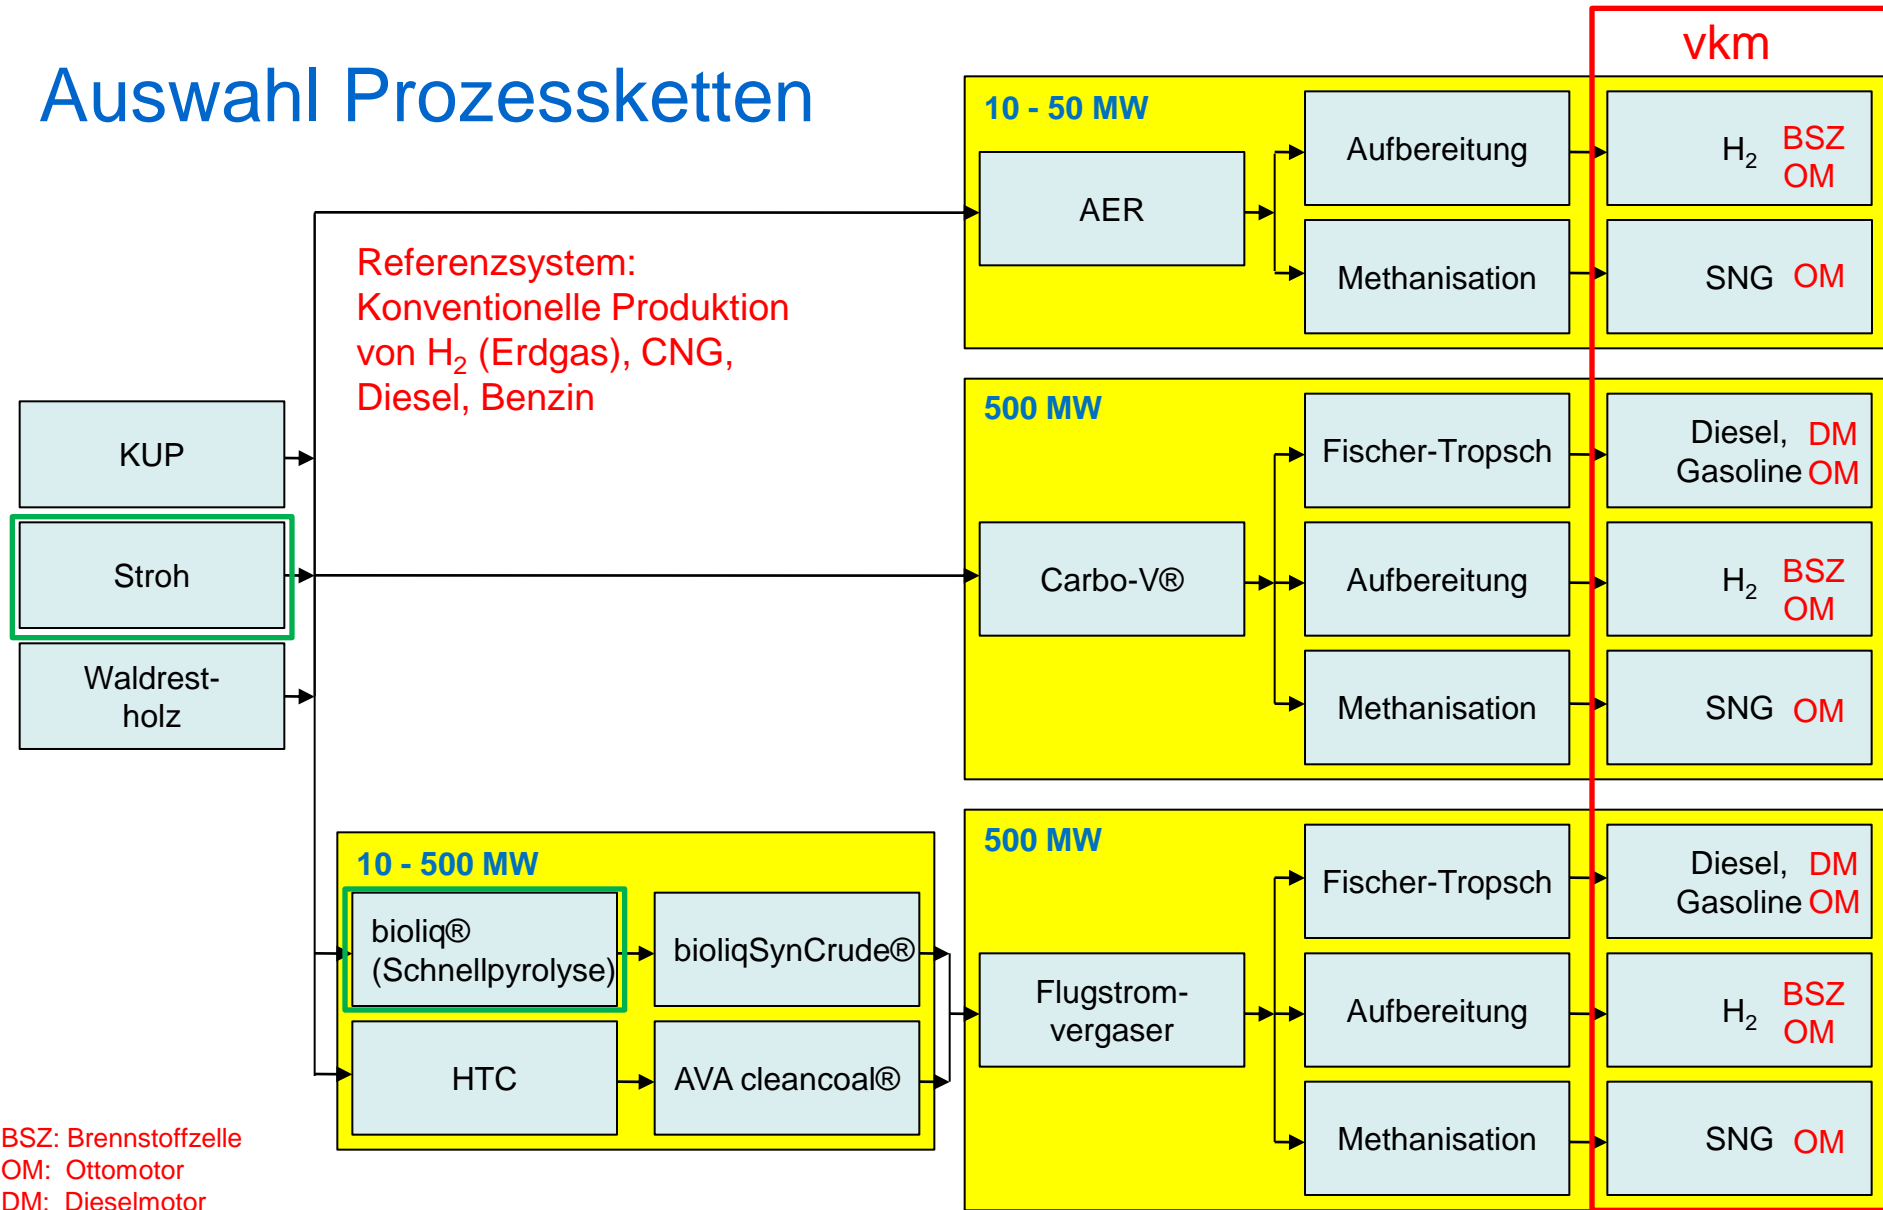 Auswahl Prozessketten
vkm
10 - 50 MW
AER
Aufbereitung
H₂
BSZ
OM
Methanisation
SNG
OM
Referenzsystem:
Konventionelle Produktion
von H₂ (Erdgas), CNG,
Diesel, Benzin
KUP
Stroh
Waldrest-
holz
500 MW
Carbo-V®
Fischer-Tropsch
Diesel,
Gasoline
DM
OM
Aufbereitung
H₂
BSZ
OM
Methanisation
SNG
OM
10 - 500 MW
bioliq®
(Schnellpyrolyse)
bioliqSynCrude®
HTC
AVA cleancoal®
500 MW
Flugstrom-
vergaser
Fischer-Tropsch
Diesel,
Gasoline
DM
OM
Aufbereitung
H₂
BSZ
OM
Methanisation
SNG
OM
BSZ: Brennstoffzelle
OM: Ottomotor
DM: Dieselmotor